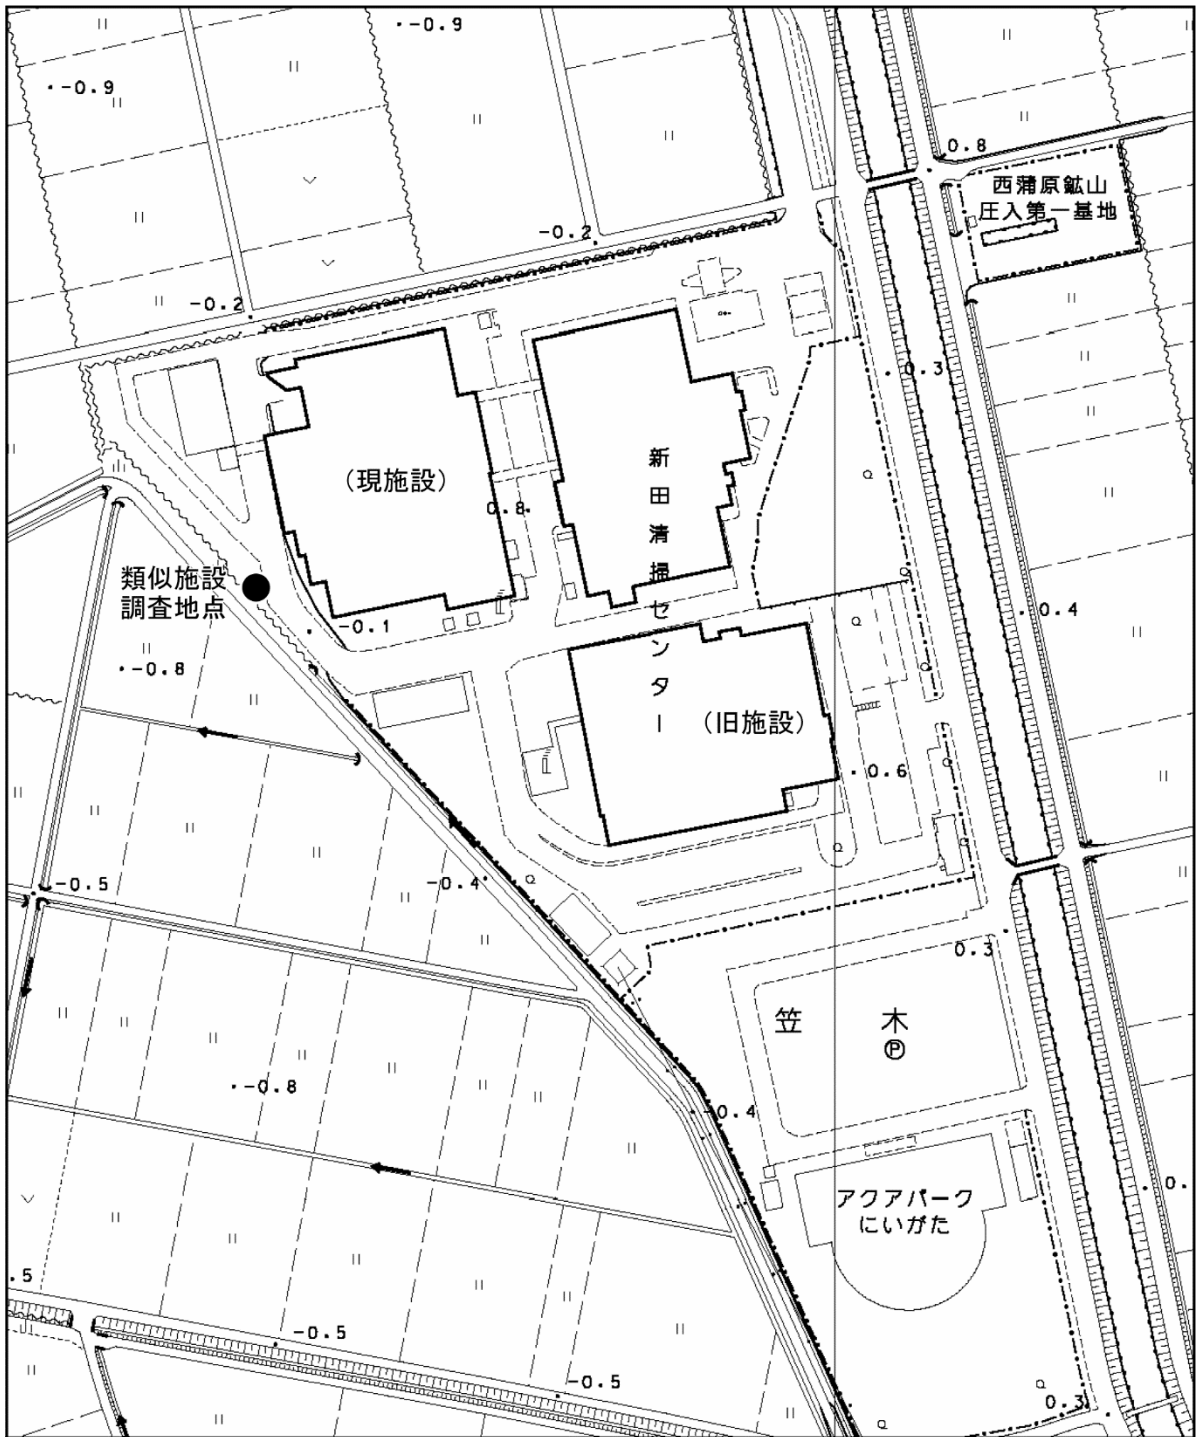 -0.9
-0.9
0.8
西蒲原鉱山
圧入第一基地
-0.2
-0.2
0.3
(現施設)
新田清掃センター
0.8
類似施設
調査地点
-0.1
0.4
-0.8
(旧施設)
0.6
-0.5
-0.4
0.3
笠木
P
-0.8
-0.4
0.
アクアパーク
にいがた
.5
-0.5
-0.5
0.3